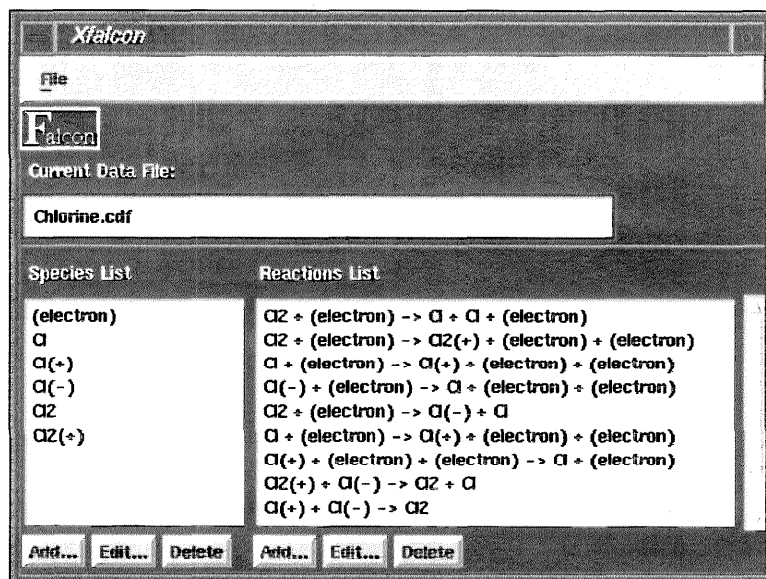 Xfalcon
File
Falcon
Current Data File:
Chlorine.cdf
Species List
(electron)
Cl
Cl(+)
Cl(-)
Cl2
Cl2(+)
Add... Edit... Delete
Reactions List
Cl2 + (electron) -> Cl + Cl + (electron)
Cl2 + (electron) -> Cl2(+) + (electron) + (electron)
Cl + (electron) -> Cl(+) + (electron) + (electron)
Cl(-) + (electron) -> Cl + (electron) + (electron)
Cl2 + (electron) -> Cl(-) + Cl
Cl + (electron) -> Cl(+) + (electron) + (electron)
Cl(+) + (electron) + (electron) -> Cl + (electron)
Cl2(+) + Cl(-) -> Cl2 + Cl
Cl(+) + Cl(-) -> Cl2
Add... Edit... Delete